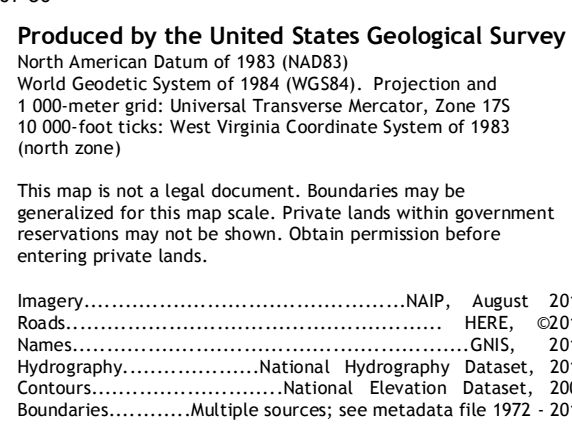 Produced by the United States Geological Survey
North American Datum of 1983 (NAD83)
World Geodetic System of 1984 (WGS84). Projection and
1 000-meter grid: Universal Transverse Mercator, Zone 17S
10 000-foot ticks: West Virginia Coordinate System of 1983
(north zone)
This map is not a legal document. Boundaries may be
generalized for this map scale. Private lands within government
reservations may not be shown. Obtain permission before
entering private lands.
Imagery...............................................NAIP, August
Roads....................................................... HERE,
Names..........................................................GNIS,
Hydrography....................National Hydrography Dataset,
Contours............................National Elevation Dataset,
Boundaries............Multiple sources; see metadata file 1972 -